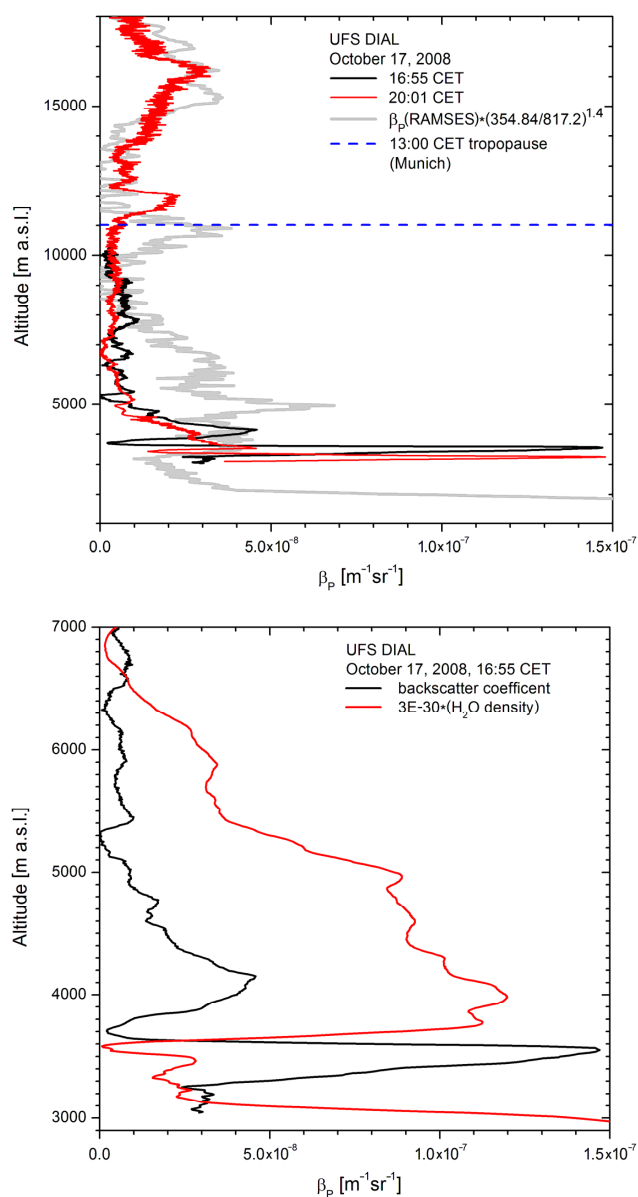 UFS DIAL
October 17, 2008
16:55 CET
20:01 CET
βP(RAMSES)*(354.84/817.2)1.4
13:00 CET tropopause
(Munich)
15000
10000
5000
Altitude [m a.s.l.]
0.0 5.0x10-8 1.0x10-7 1.5x10-7
βP [m-1sr-1]
UFS DIAL
October 17, 2008, 16:55 CET
backscatter coefficent
3E-30*(H2O density)
7000
6000
5000
4000
3000
Altitude [m a.s.l.]
0.0 5.0x10-8 1.0x10-7 1.5x10-7
βP [m-1sr-1]